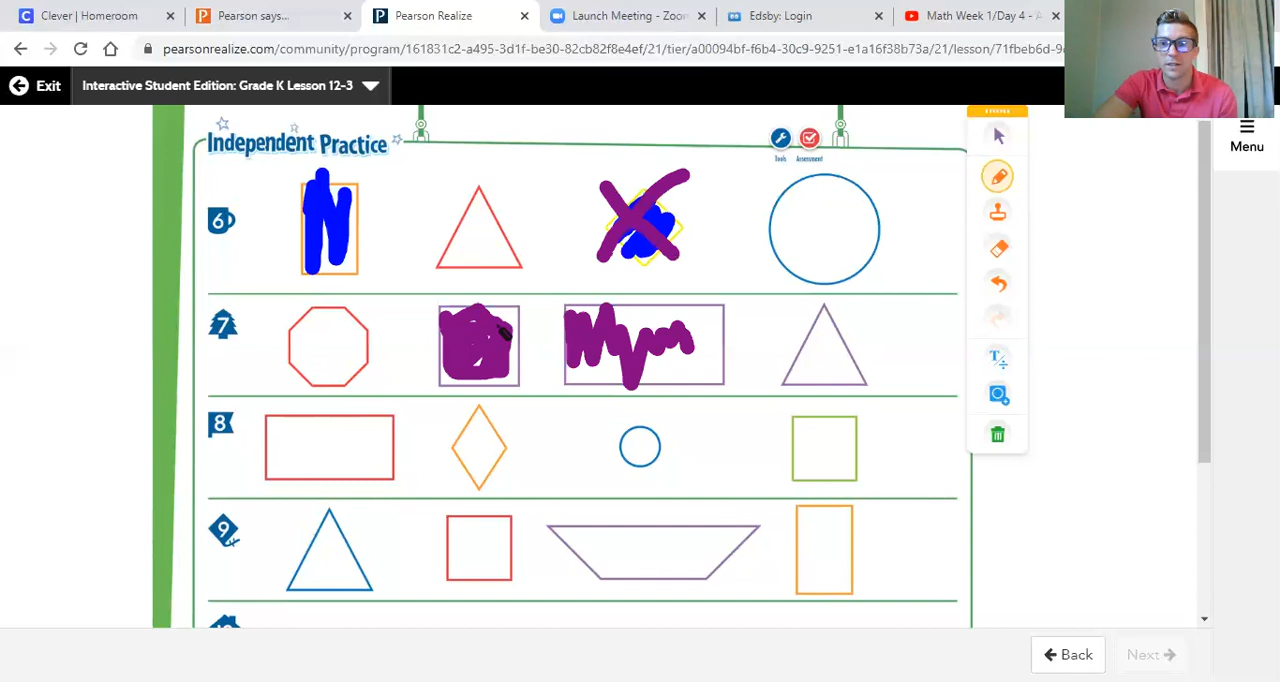 Clever | Homeroom
Pearson says...
Pearson Realize
Launch Meeting - Zoo
Edsby: Login
Math Week 1/Day 4 -
pearsonrealize.com/community/program/161831c2-a495-3d1f-be30-82cb82f8e4ef/21/tier/a00094bf-f6b4-30c9-9251-e1a16f38b73a/21/lesson/71fbeb6d-9
Exit
Interactive Student Edition: Grade K Lesson 12-3
Menu
Independent Practice
Tools
Assessment
6
7
8
9
Back
Next